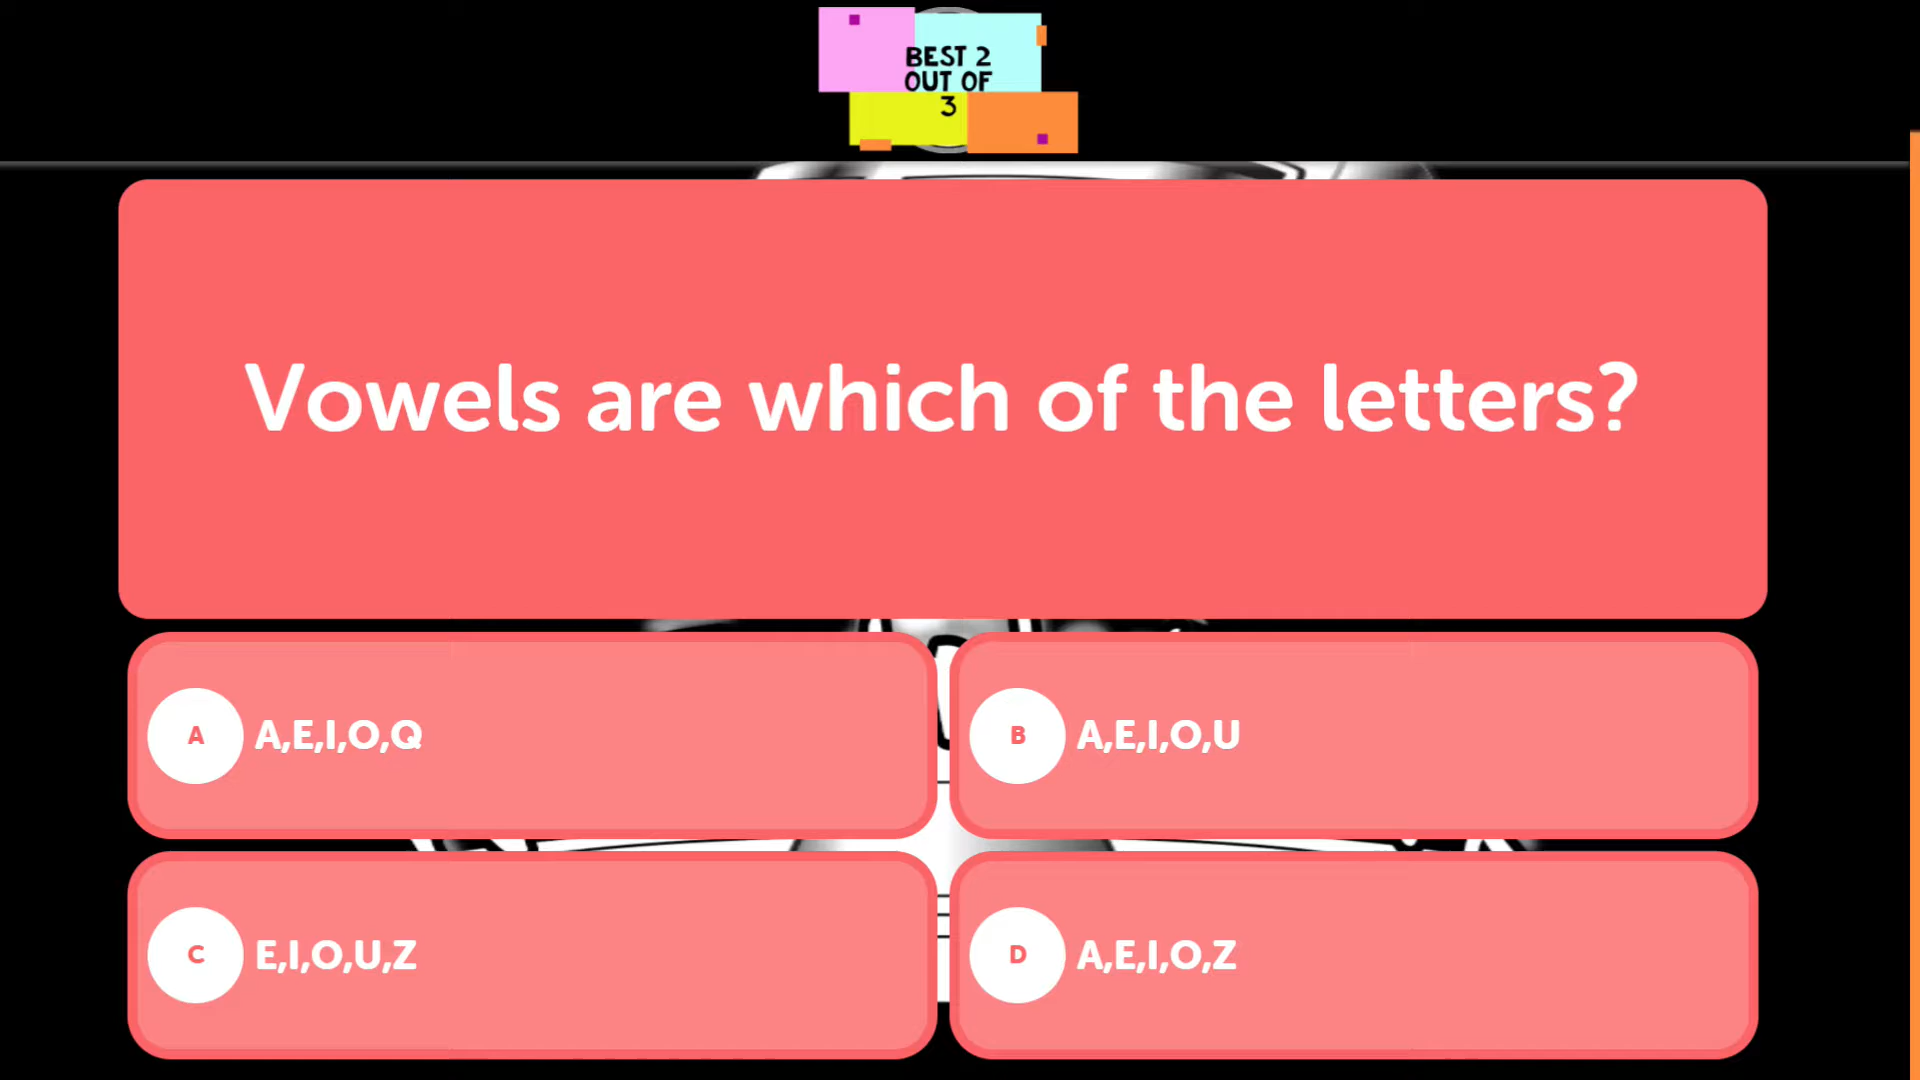 BEST 2
OUT OF
3
Vowels are which of the letters?
A A,E,I,O,Q
B A,E,I,O,U
C E,I,O,U,Z
D A,E,I,O,Z